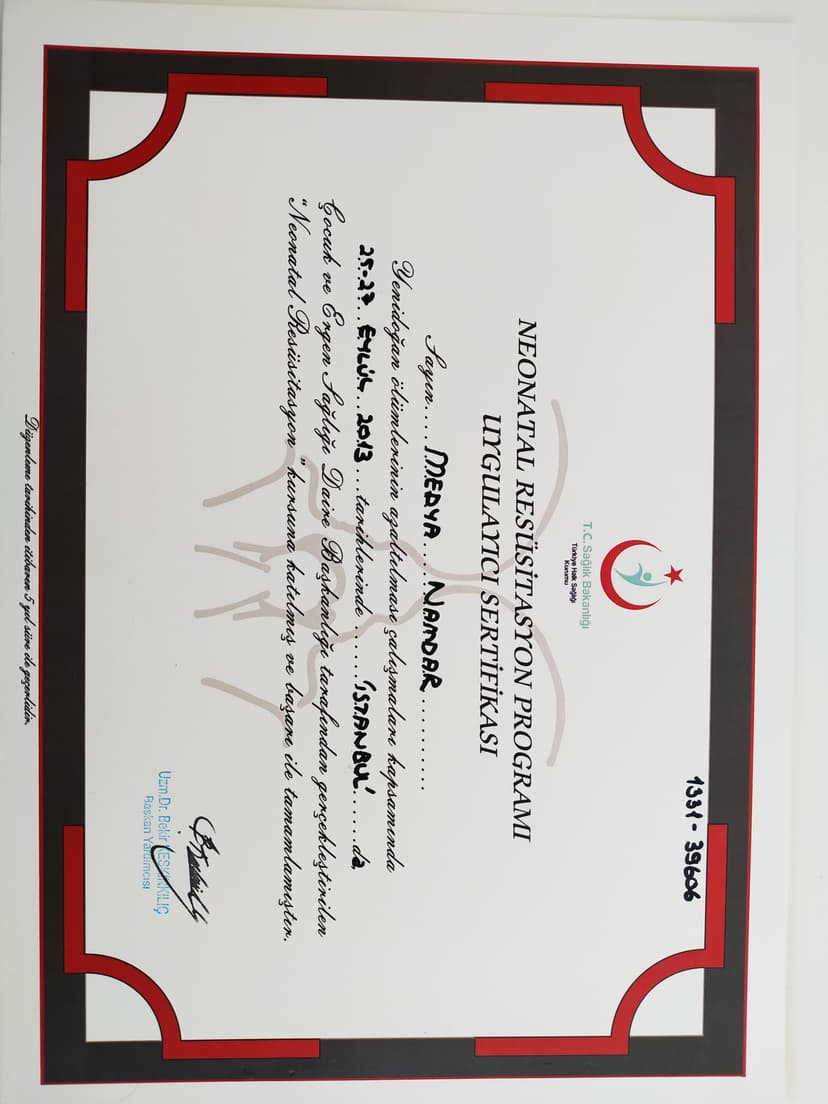 1331-39606
T.C. Sağlık Bakanlığı
Türkiye Halk Sağlığı
Kurumu
NEONATAL RESÜSİTASYON PROGRAMI
UYGULAYICI SERTİFİKASI
Sayın....MEDYA....NAMDAR...........
Yenidoğan ölümlerinin azaltılması çalışmaları kapsamında
25-27..EYLÜL..2013...tarihlerinde......İSTANBUL'......da
Çocuk ve Ergen Sağlığı Daire Başkanlığı tarafından gerçekleştirilen
"Neonatal Resüsitasyon" kursuna katılmış ve başarı ile tamamlamıştır.
Uzm.Dr. Bekir KESKİNKILIÇ
Başkan Yardımcısı
Düzenleme tarihinden itibaren 5 yıl süre ile geçerlidir.